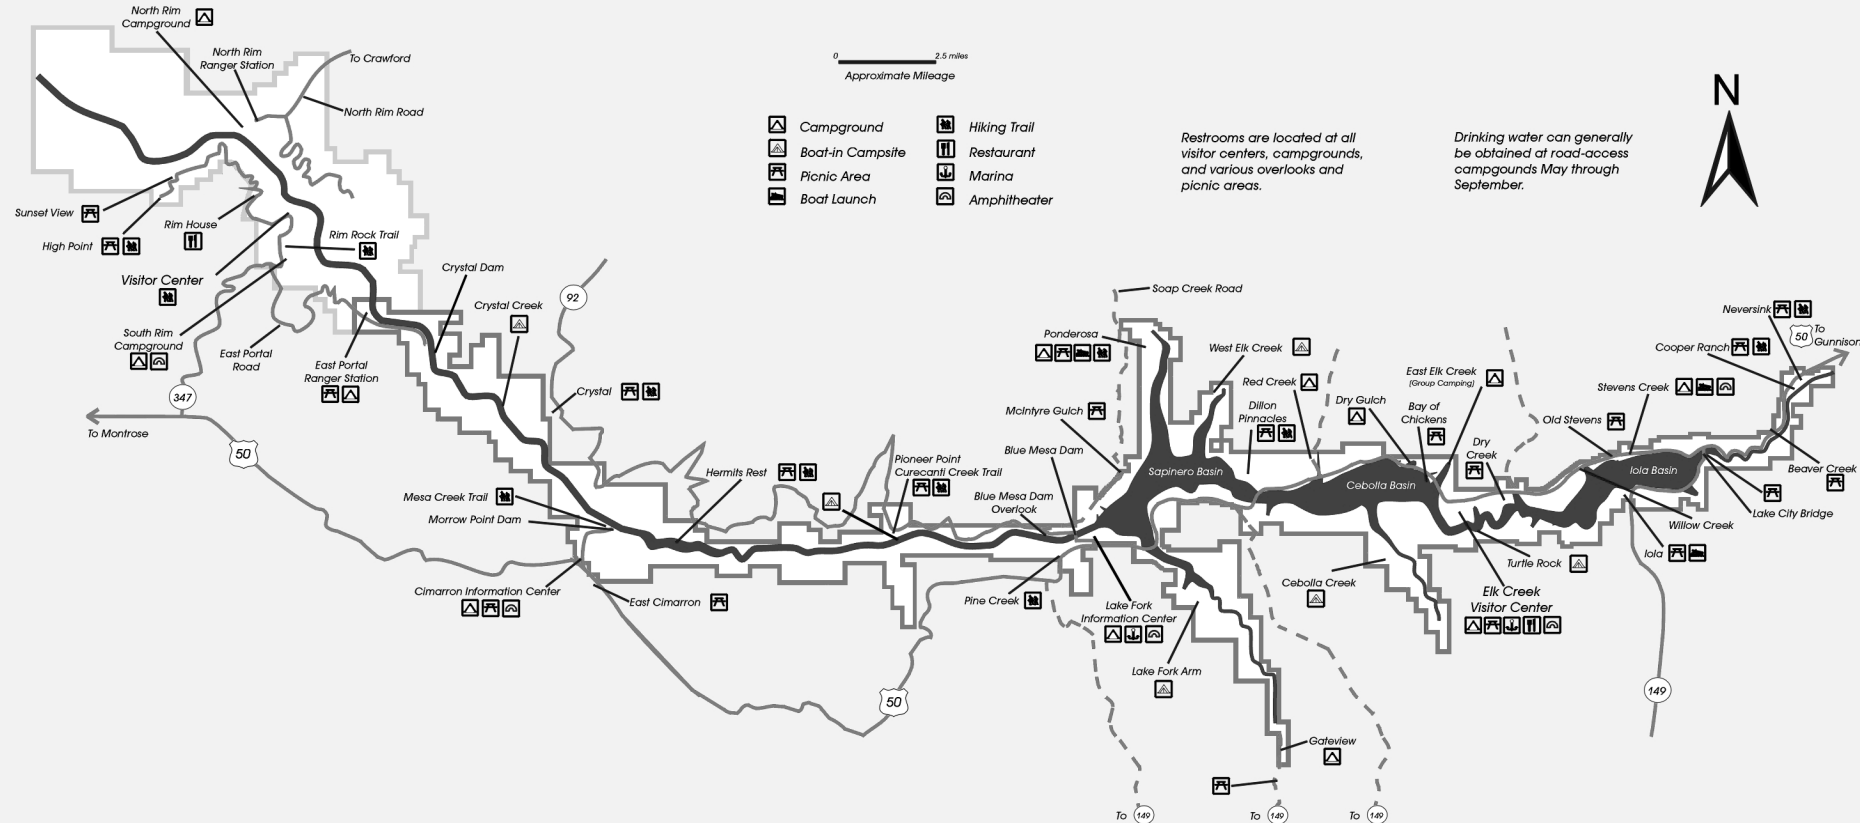 North Rim
Campground
North Rim
Ranger Station
To Crawford
North Rim Road
0
2.5 miles
Approximate Mileage
N
Campground
Hiking Trail
Boat-in Campsite
Restaurant
Picnic Area
Marina
Boat Launch
Amphitheater
Restrooms are located at all
visitor centers, campgrounds,
and various overlooks and
picnic areas.
Drinking water can generally
be obtained at road-access
campgounds May through
September.
Sunset View
High Point
Rim House
Rim Rock Trail
Visitor Center
South Rim
Campground
East Portal
Road
East Portal
Ranger Station
Crystal Dam
Crystal Creek
92
Crystal
347
To Montrose
50
Mesa Creek Trail
Morrow Point Dam
Hermits Rest
Pioneer Point
Curecanti Creek Trail
Blue Mesa Dam
Overlook
Blue Mesa Dam
McIntyre Gulch
Ponderosa
Soap Creek Road
West Elk Creek
Sapinero Basin
Red Creek
Dillon
Pinnacles
Dry Gulch
East Elk Creek
(Group Camping)
Bay of
Chickens
Cebolla Basin
Dry
Creek
Old Stevens
Stevens Creek
Cooper Ranch
Neversink
50
To
Gunnison
Iola Basin
Beaver Creek
Lake City Bridge
Willow Creek
Iola
Turtle Rock
Elk Creek
Visitor Center
Cebolla Creek
Cimarron Information Center
East Cimarron
Pine Creek
Lake Fork
Information Center
Lake Fork Arm
50
149
Gateview
To 149
To 149
To 149